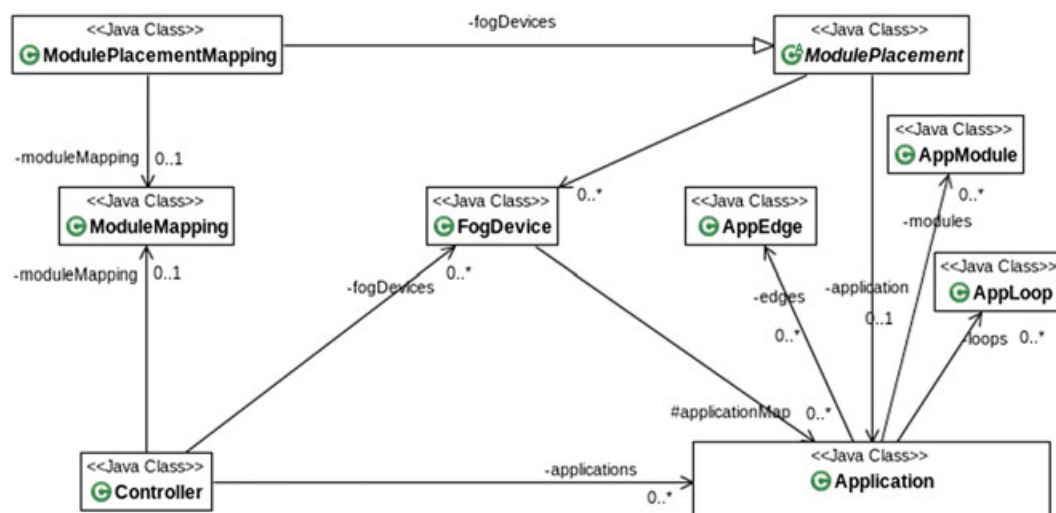 <<Java Class>>
ModulePlacementMapping
-fogDevices
<<Java Class>>
ModulePlacement
<<Java Class>>
AppModule
-moduleMapping 0..1
0..*
0..*
<<Java Class>>
ModuleMapping
<<Java Class>>
FogDevice
<<Java Class>>
AppEdge
-modules
-moduleMapping 0..1
-fogDevices 0..*
-edges
0..*
-application
0..1
<<Java Class>>
AppLoop
-loops 0..*
#applicationMap 0..*
<<Java Class>>
Controller
-applications
0..*
<<Java Class>>
Application